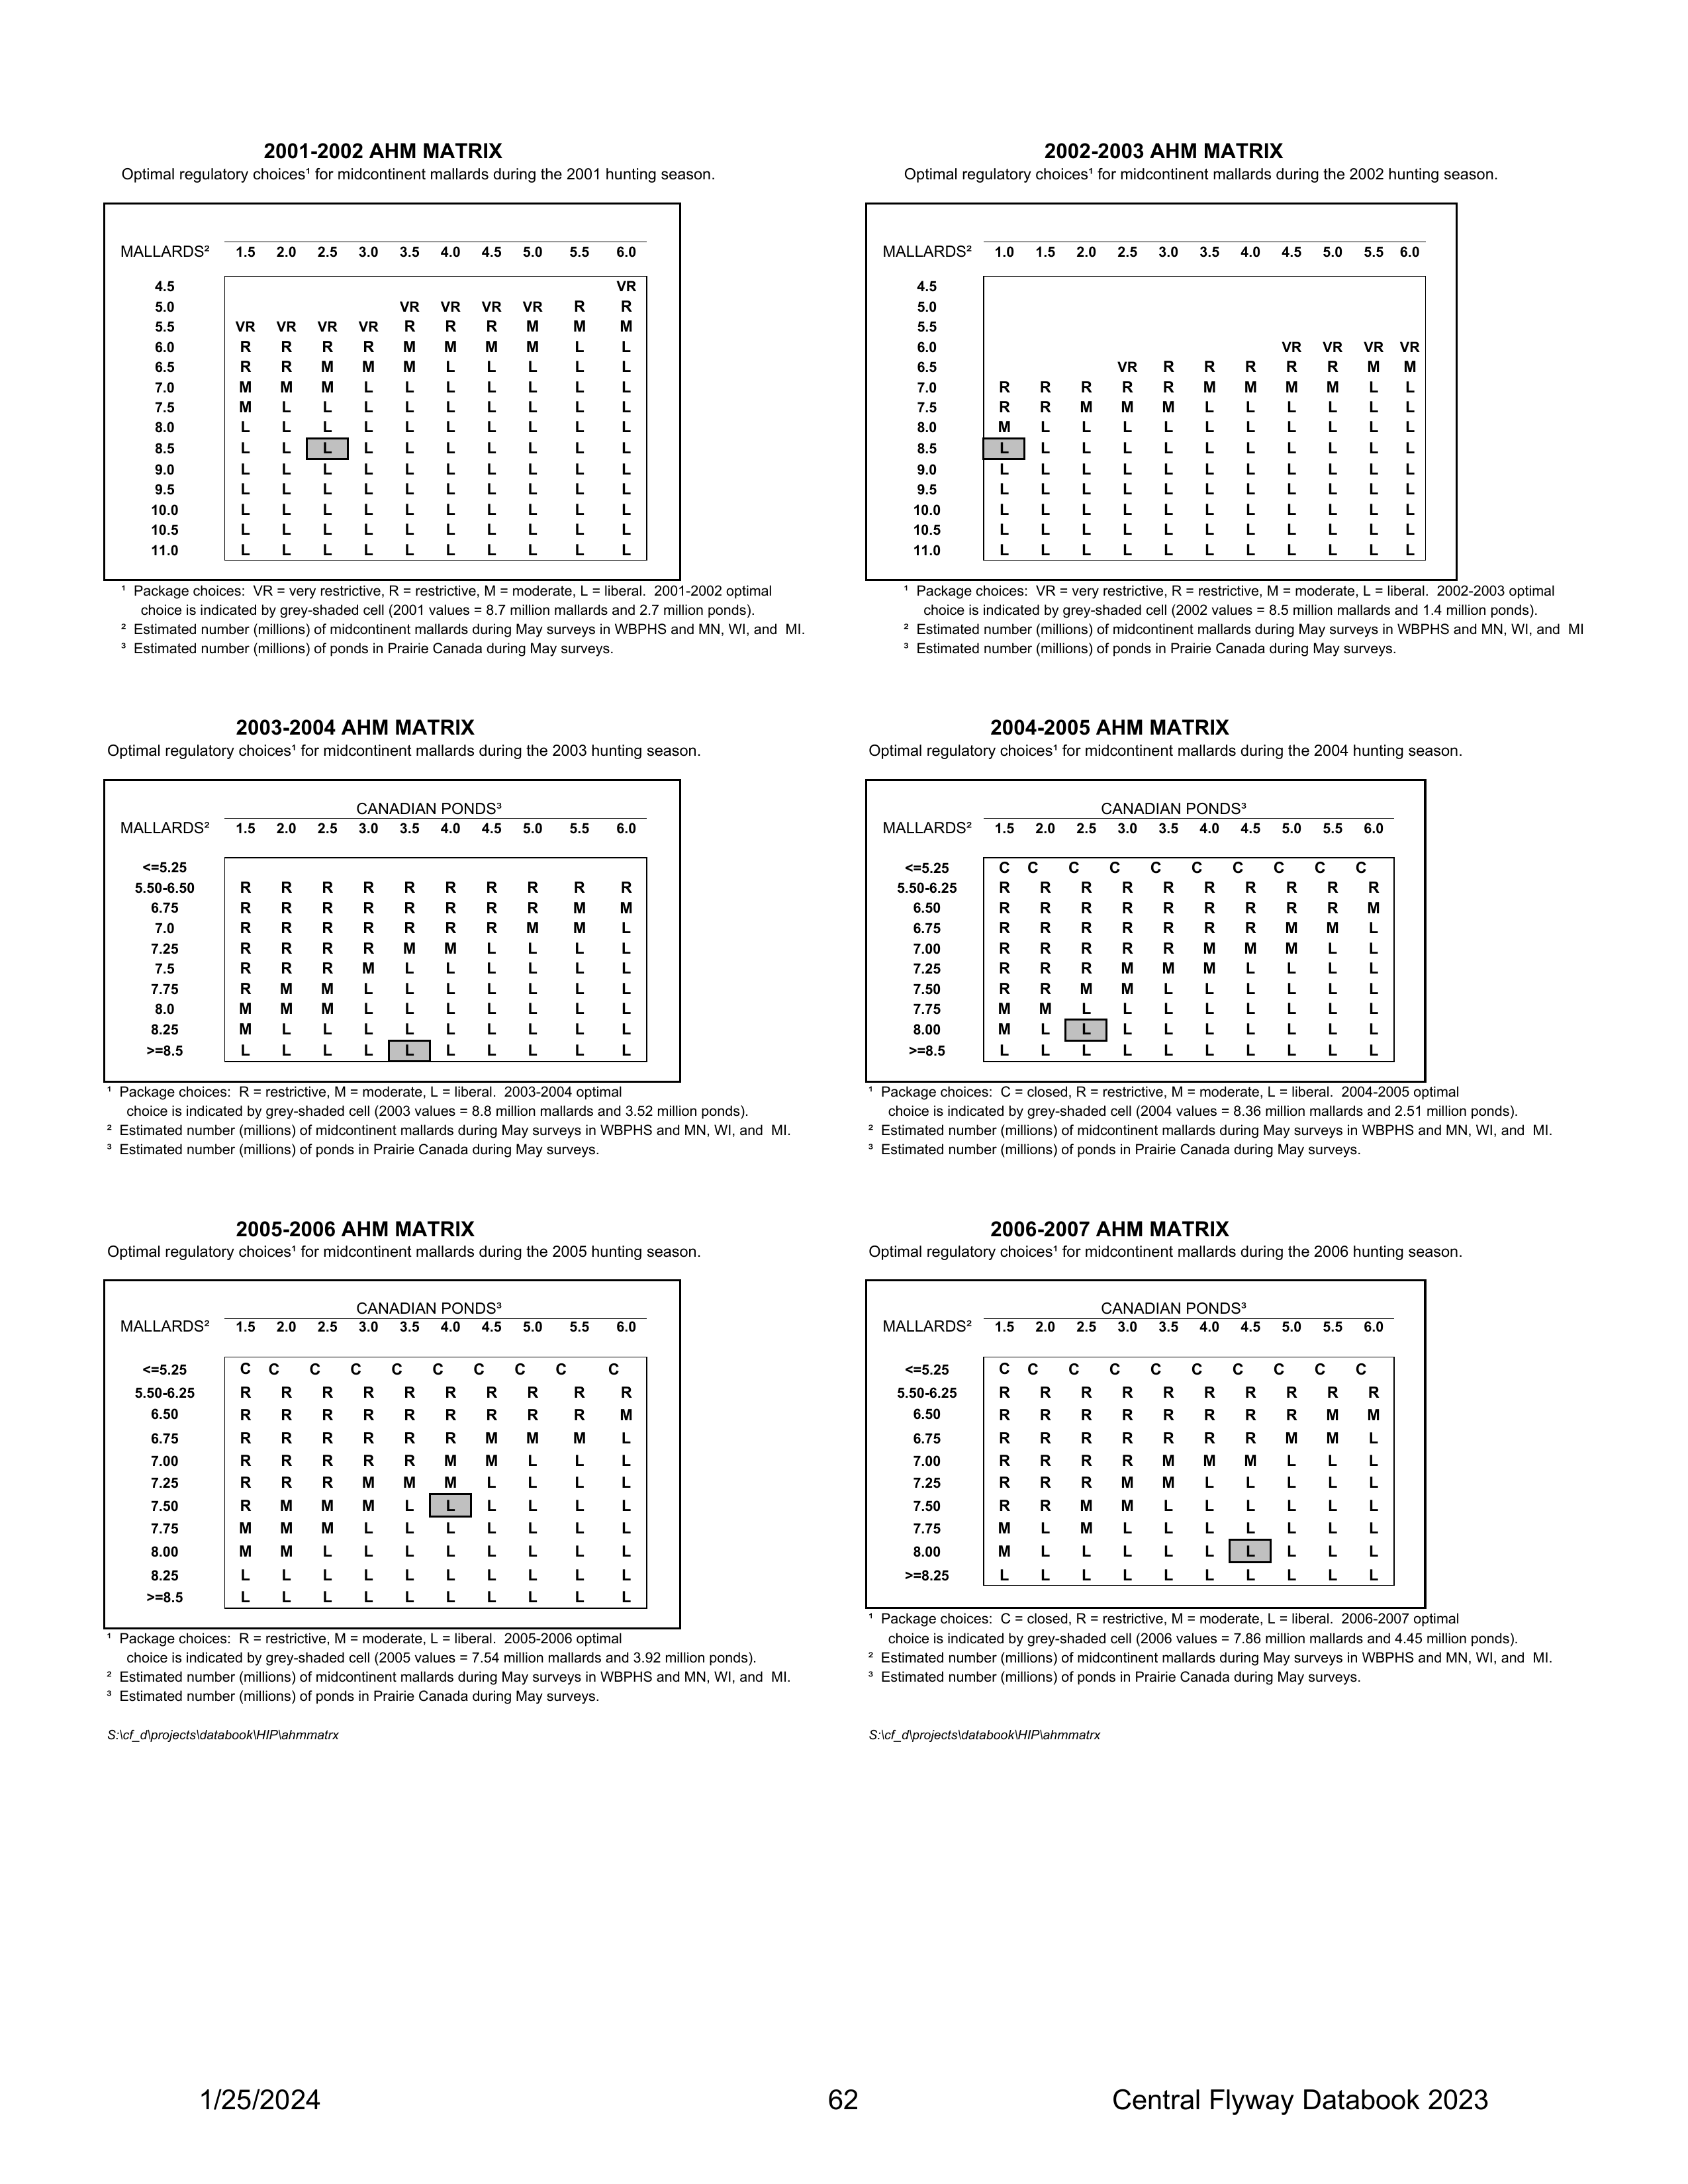 2001-2002 AHM MATRIX
Optimal regulatory choices¹ for midcontinent mallards during the 2001 hunting season.
MALLARDS² 1.5 2.0 2.5 3.0 3.5 4.0 4.5 5.0 5.5 6.0
4.5 VR
5.0 VR VR VR VR R R
5.5 VR VR VR VR R R R M M M
6.0 R R R R M M M M L L
6.5 R R M M M L L L L L
7.0 M M M L L L L L L L
7.5 M L L L L L L L L L
8.0 L L L L L L L L L L
8.5 L L L L L L L L L L
9.0 L L L L L L L L L L
9.5 L L L L L L L L L L
10.0 L L L L L L L L L L
10.5 L L L L L L L L L L
11.0 L L L L L L L L L L
¹ Package choices: VR = very restrictive, R = restrictive, M = moderate, L = liberal. 2001-2002 optimal
choice is indicated by grey-shaded cell (2001 values = 8.7 million mallards and 2.7 million ponds).
² Estimated number (millions) of midcontinent mallards during May surveys in WBPHS and MN, WI, and MI.
³ Estimated number (millions) of ponds in Prairie Canada during May surveys.
2002-2003 AHM MATRIX
Optimal regulatory choices¹ for midcontinent mallards during the 2002 hunting season.
MALLARDS² 1.0 1.5 2.0 2.5 3.0 3.5 4.0 4.5 5.0 5.5 6.0
4.5
5.0
5.5
6.0 VR VR VR VR
6.5 VR R R R R R M M
7.0 R R R R R M M M M L L
7.5 R R M M M L L L L L L
8.0 M L L L L L L L L L L
8.5 L L L L L L L L L L L
9.0 L L L L L L L L L L L
9.5 L L L L L L L L L L L
10.0 L L L L L L L L L L L
10.5 L L L L L L L L L L L
11.0 L L L L L L L L L L L
¹ Package choices: VR = very restrictive, R = restrictive, M = moderate, L = liberal. 2002-2003 optimal
choice is indicated by grey-shaded cell (2002 values = 8.5 million mallards and 1.4 million ponds).
² Estimated number (millions) of midcontinent mallards during May surveys in WBPHS and MN, WI, and MI
³ Estimated number (millions) of ponds in Prairie Canada during May surveys.
2003-2004 AHM MATRIX
Optimal regulatory choices¹ for midcontinent mallards during the 2003 hunting season.
CANADIAN PONDS³
MALLARDS² 1.5 2.0 2.5 3.0 3.5 4.0 4.5 5.0 5.5 6.0
<=5.25
5.50-6.50 R R R R R R R R R R
6.75 R R R R R R R R M M
7.0 R R R R R R R M M L
7.25 R R R R M M L L L L
7.5 R R R M L L L L L L
7.75 R M M L L L L L L L
8.0 M M M L L L L L L L
8.25 M L L L L L L L L L
>=8.5 L L L L L L L L L L
¹ Package choices: R = restrictive, M = moderate, L = liberal. 2003-2004 optimal
choice is indicated by grey-shaded cell (2003 values = 8.8 million mallards and 3.52 million ponds).
² Estimated number (millions) of midcontinent mallards during May surveys in WBPHS and MN, WI, and MI.
³ Estimated number (millions) of ponds in Prairie Canada during May surveys.
2004-2005 AHM MATRIX
Optimal regulatory choices¹ for midcontinent mallards during the 2004 hunting season.
CANADIAN PONDS³
MALLARDS² 1.5 2.0 2.5 3.0 3.5 4.0 4.5 5.0 5.5 6.0
<=5.25 C C C C C C C C C C
5.50-6.25 R R R R R R R R R R
6.50 R R R R R R R R R M
6.75 R R R R R R R M M L
7.00 R R R R R M M M L L
7.25 R R R M M M L L L L
7.50 R R M M L L L L L L
7.75 M M L L L L L L L L
8.00 M L L L L L L L L L
>=8.5 L L L L L L L L L L
¹ Package choices: C = closed, R = restrictive, M = moderate, L = liberal. 2004-2005 optimal
choice is indicated by grey-shaded cell (2004 values = 8.36 million mallards and 2.51 million ponds).
² Estimated number (millions) of midcontinent mallards during May surveys in WBPHS and MN, WI, and MI.
³ Estimated number (millions) of ponds in Prairie Canada during May surveys.
2005-2006 AHM MATRIX
Optimal regulatory choices¹ for midcontinent mallards during the 2005 hunting season.
CANADIAN PONDS³
MALLARDS² 1.5 2.0 2.5 3.0 3.5 4.0 4.5 5.0 5.5 6.0
<=5.25 C C C C C C C C C C
5.50-6.25 R R R R R R R R R R
6.50 R R R R R R R R R M
6.75 R R R R R R M M M L
7.00 R R R R R M M L L L
7.25 R R R M M M L L L L
7.50 R M M M L L L L L L
7.75 M M M L L L L L L L
8.00 M M L L L L L L L L
8.25 L L L L L L L L L L
>=8.5 L L L L L L L L L L
¹ Package choices: R = restrictive, M = moderate, L = liberal. 2005-2006 optimal
choice is indicated by grey-shaded cell (2005 values = 7.54 million mallards and 3.92 million ponds).
² Estimated number (millions) of midcontinent mallards during May surveys in WBPHS and MN, WI, and MI.
³ Estimated number (millions) of ponds in Prairie Canada during May surveys.
S:\cf_d\projects\databook\HIP\ahmmatrx
2006-2007 AHM MATRIX
Optimal regulatory choices¹ for midcontinent mallards during the 2006 hunting season.
CANADIAN PONDS³
MALLARDS² 1.5 2.0 2.5 3.0 3.5 4.0 4.5 5.0 5.5 6.0
<=5.25 C C C C C C C C C C
5.50-6.25 R R R R R R R R R R
6.50 R R R R R R R R M M
6.75 R R R R R R R M M L
7.00 R R R R M M M L L L
7.25 R R R M M L L L L L
7.50 R R M M L L L L L L
7.75 M L M L L L L L L L
8.00 M L L L L L L L L L
>=8.25 L L L L L L L L L L
¹ Package choices: C = closed, R = restrictive, M = moderate, L = liberal. 2006-2007 optimal
choice is indicated by grey-shaded cell (2006 values = 7.86 million mallards and 4.45 million ponds).
² Estimated number (millions) of midcontinent mallards during May surveys in WBPHS and MN, WI, and MI.
³ Estimated number (millions) of ponds in Prairie Canada during May surveys.
S:\cf_d\projects\databook\HIP\ahmmatrx
1/25/2024 62 Central Flyway Databook 2023